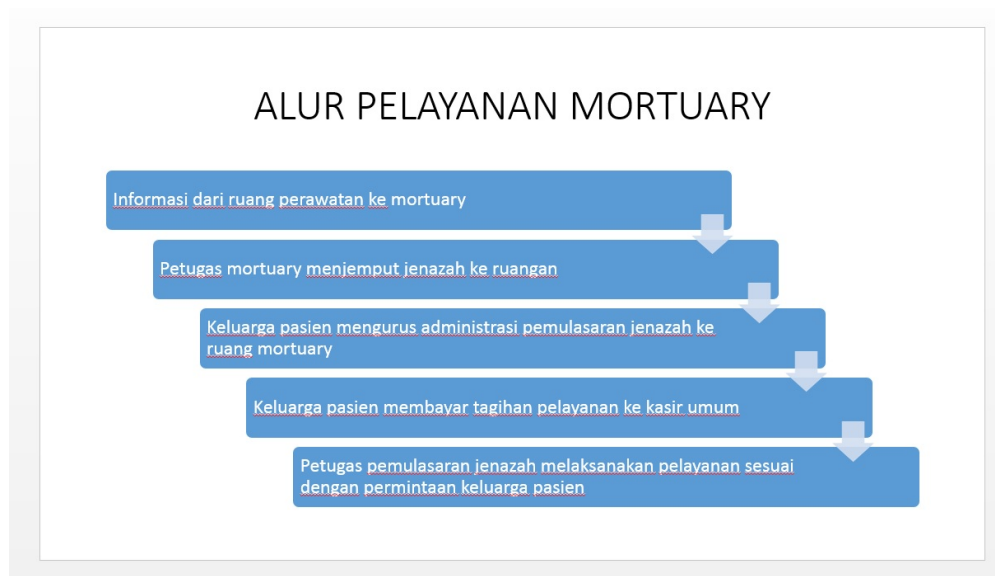 ALUR PELAYANAN MORTUARY
Informasi dari ruang perawatan ke mortuary
Petugas mortuary menjemput jenazah ke ruangan
Keluarga pasien mengurus administrasi pemulasaran jenazah ke
ruang mortuary
Keluarga pasien membayar tagihan pelayanan ke kasir umum
Petugas pemulasaran jenazah melaksanakan pelayanan sesuai
dengan permintaan keluarga pasien